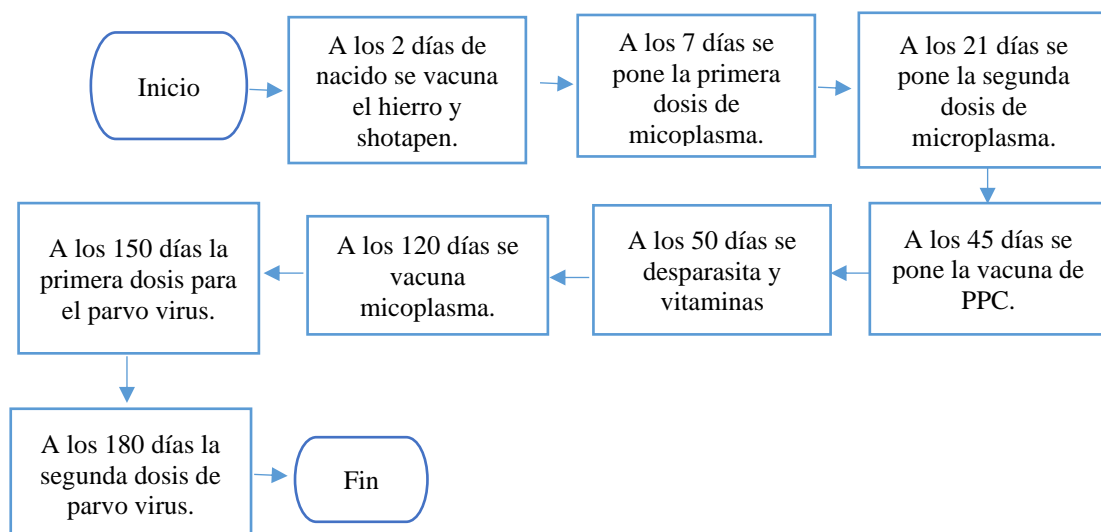 Inicio
A los 2 días de
nacido se vacuna
el hierro y
shotapen.
A los 7 días se
pone la primera
dosis de
micoplasma.
A los 21 días se
pone la segunda
dosis de
microplasma.
A los 45 días se
pone la vacuna de
PPC.
A los 50 días se
desparasita y
vitaminas
A los 120 días se
vacuna
micoplasma.
A los 150 días la
primera dosis para
el parvo virus.
A los 180 días la
segunda dosis de
parvo virus.
Fin